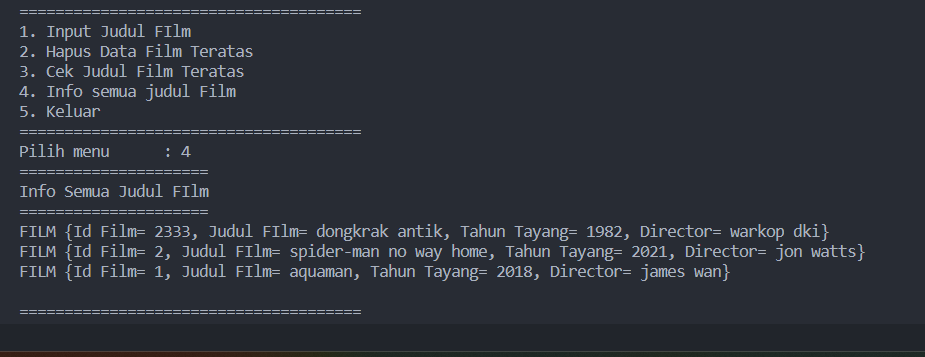 ======================================
1. Input Judul FIlm
2. Hapus Data Film Teratas
3. Cek Judul Film Teratas
4. Info semua judul Film
5. Keluar
======================================
Pilih menu      : 4
=====================
Info Semua Judul FIlm
=====================
FILM {Id Film= 2333, Judul FIlm= dongkrak antik, Tahun Tayang= 1982, Director= warkop dki}
FILM {Id Film= 2, Judul FIlm= spider-man no way home, Tahun Tayang= 2021, Director= jon watts}
FILM {Id Film= 1, Judul FIlm= aquaman, Tahun Tayang= 2018, Director= james wan}
======================================